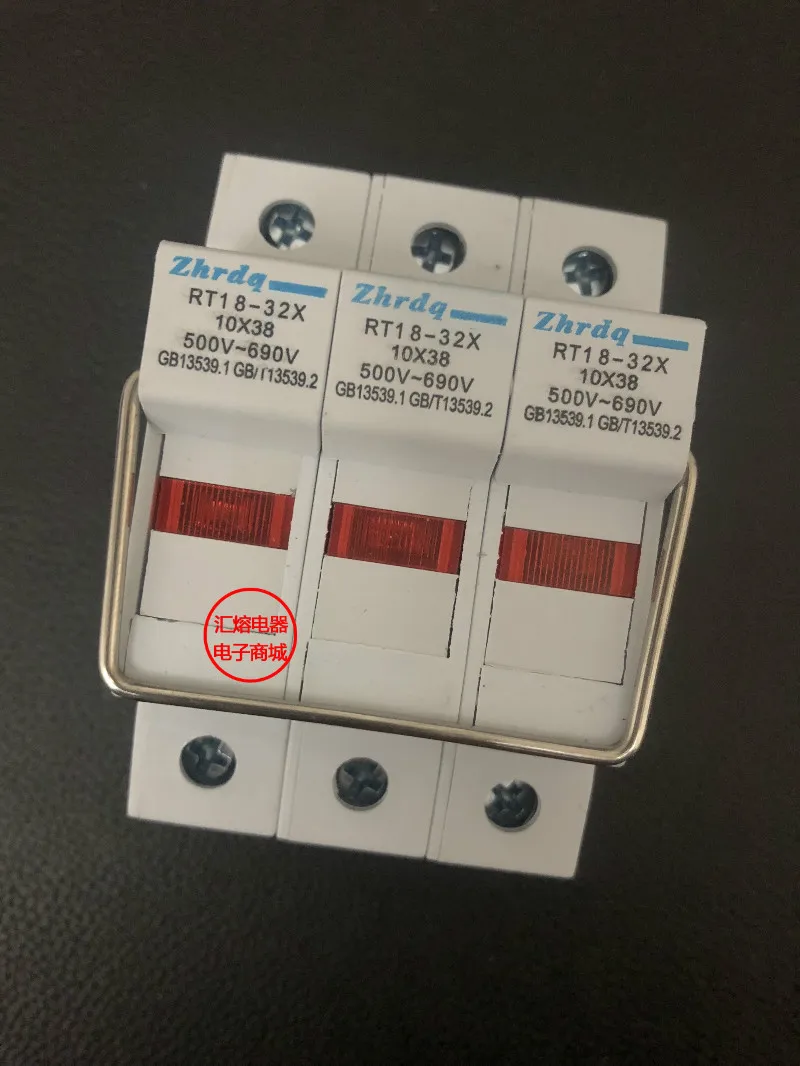 Zhrdq
RT18-32X
10X38
500V~690V
GB13539.1 GB/T13539.2
Zhrdq
RT18-32X
10X38
500V~690V
GB13539.1 GB/T13539.2
Zhrdq
RT18-32X
10X38
500V~690V
GB13539.1 GB/T13539.2
汇熔电器
电子商城